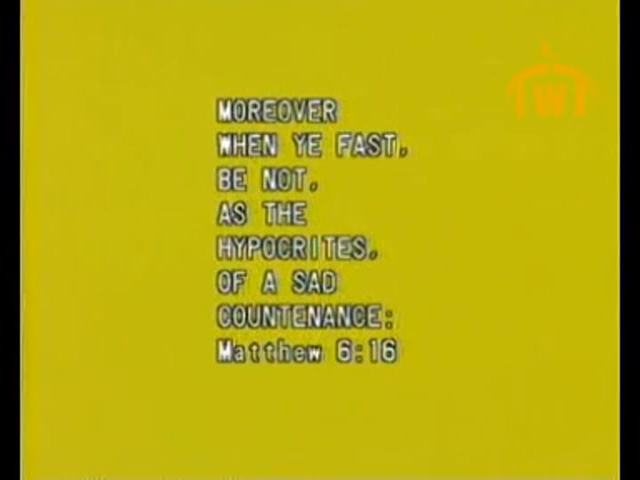 W
MOREOVER
WHEN YE FAST,
BE NOT,
AS THE
HYPOCRITES,
OF A SAD
COUNTENANCE:
Matthew 6:16